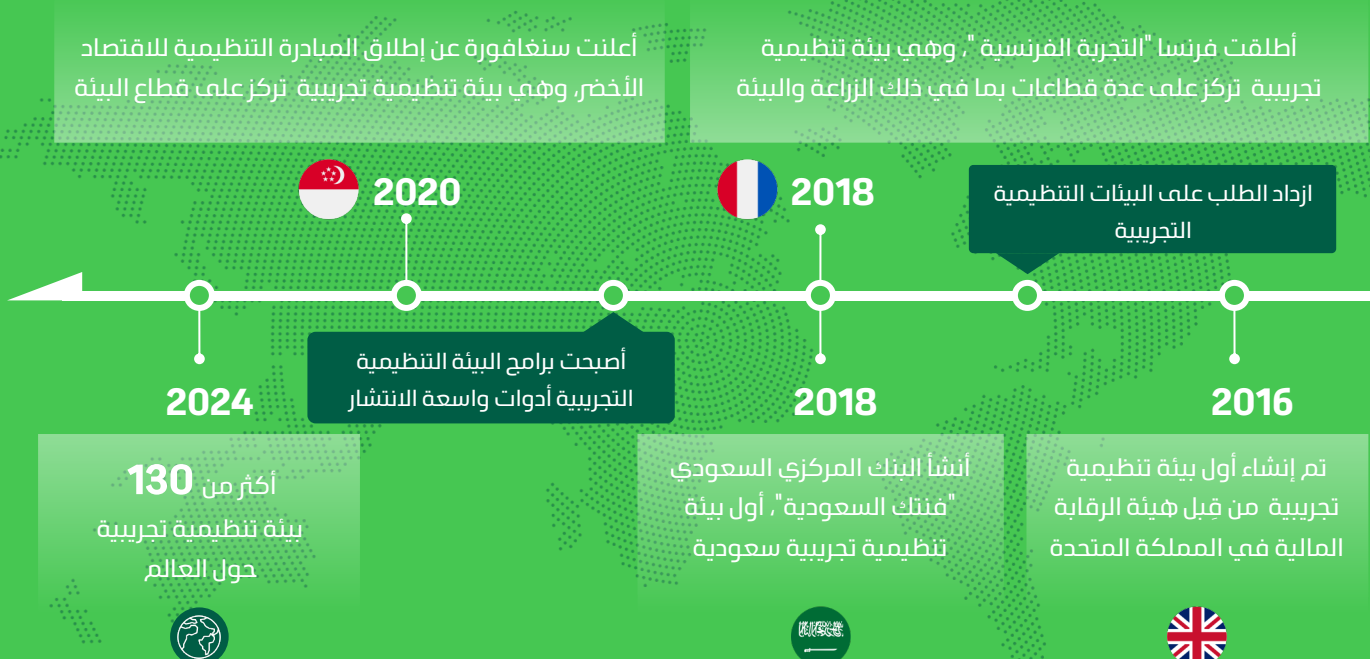 أطلقت فرنسا "التجربة الفرنسية "، وهي بيئة تنظيمية
تجريبية تركز على عدة قطاعات بما في ذلك الزراعة والبيئة
أعلنت سنغافورة عن إطلاق المبادرة التنظيمية للاقتصاد
الأخضر، وهي بيئة تنظيمية تجريبية تركز على قطاع البيئة
ازداد الطلب على البيئات التنظيمية
التجريبية
2018
2020
أصبحت برامج البيئة التنظيمية
التجريبية أدوات واسعة الانتشار
2016
تم إنشاء أول بيئة تنظيمية
تجريبية من قِبل هيئة الرقابة
المالية في المملكة المتحدة
2018
أنشأ البنك المركزي السعودي
"فنتك السعودية"، أول بيئة
تنظيمية تجريبية سعودية
2024
أكثر من 130
بيئة تنظيمية تجريبية
حول العالم